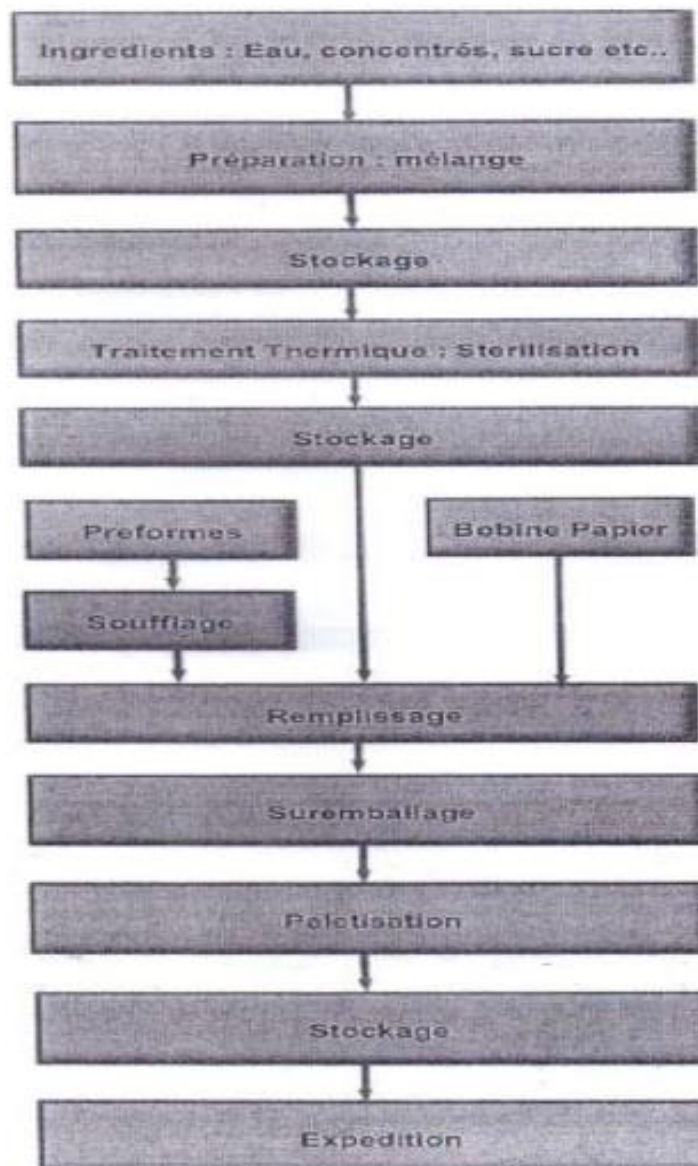 Ingredients : Eau, concentrés, sucre etc..
Préparation : mélange
Stockage
Traitement Thermique : Sterilisation
Stockage
Preformes
Bobine Papier
Soufflage
Remplissage
Suremballage
Paletisation
Stockage
Expedition